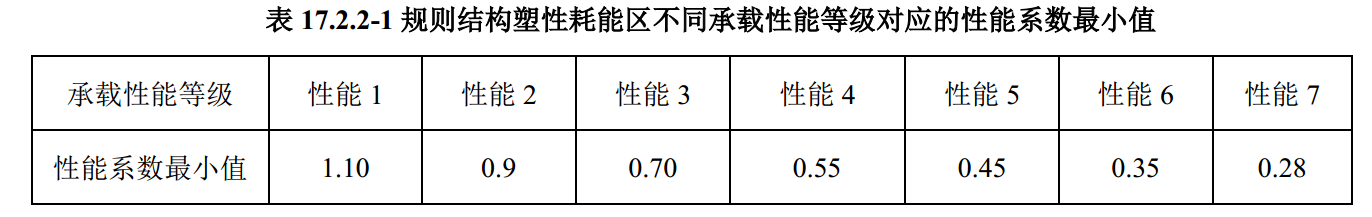 表 17.2.2-1 规则结构塑性耗能区不同承载性能等级对应的性能系数最小值
承载性能等级 性能 1 性能 2 性能 3 性能 4 性能 5 性能 6 性能 7
性能系数最小值 1.10 0.9 0.70 0.55 0.45 0.35 0.28